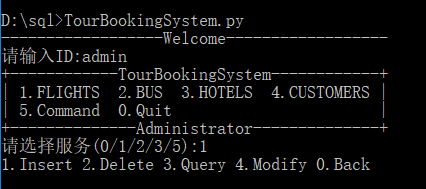 D:\sql>TourBookingSystem.py
-----------------Welcome------------------
请输入ID:admin
+------------TourBookingSystem------------+
| 1.FLIGHTS  2.BUS  3.HOTELS  4.CUSTOMERS |
| 5.Command  0.Quit                       |
+--------------Administrator--------------+
请选择服务(0/1/2/3/5):1
1.Insert 2.Delete 3.Query 4.Modify 0.Back